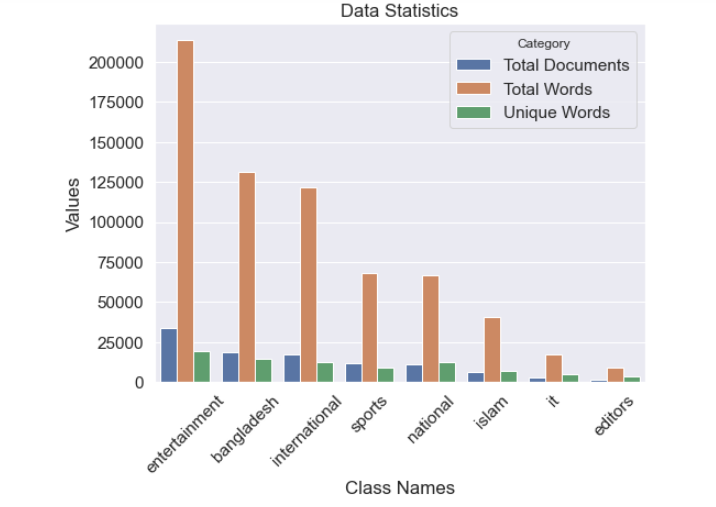 Data Statistics
Category
Total Documents
Total Words
Unique Words
Values
200000
175000
150000
125000
100000
75000
50000
25000
0
entertainment
bangladesh
international
sports
national
islam
it
editors
Class Names